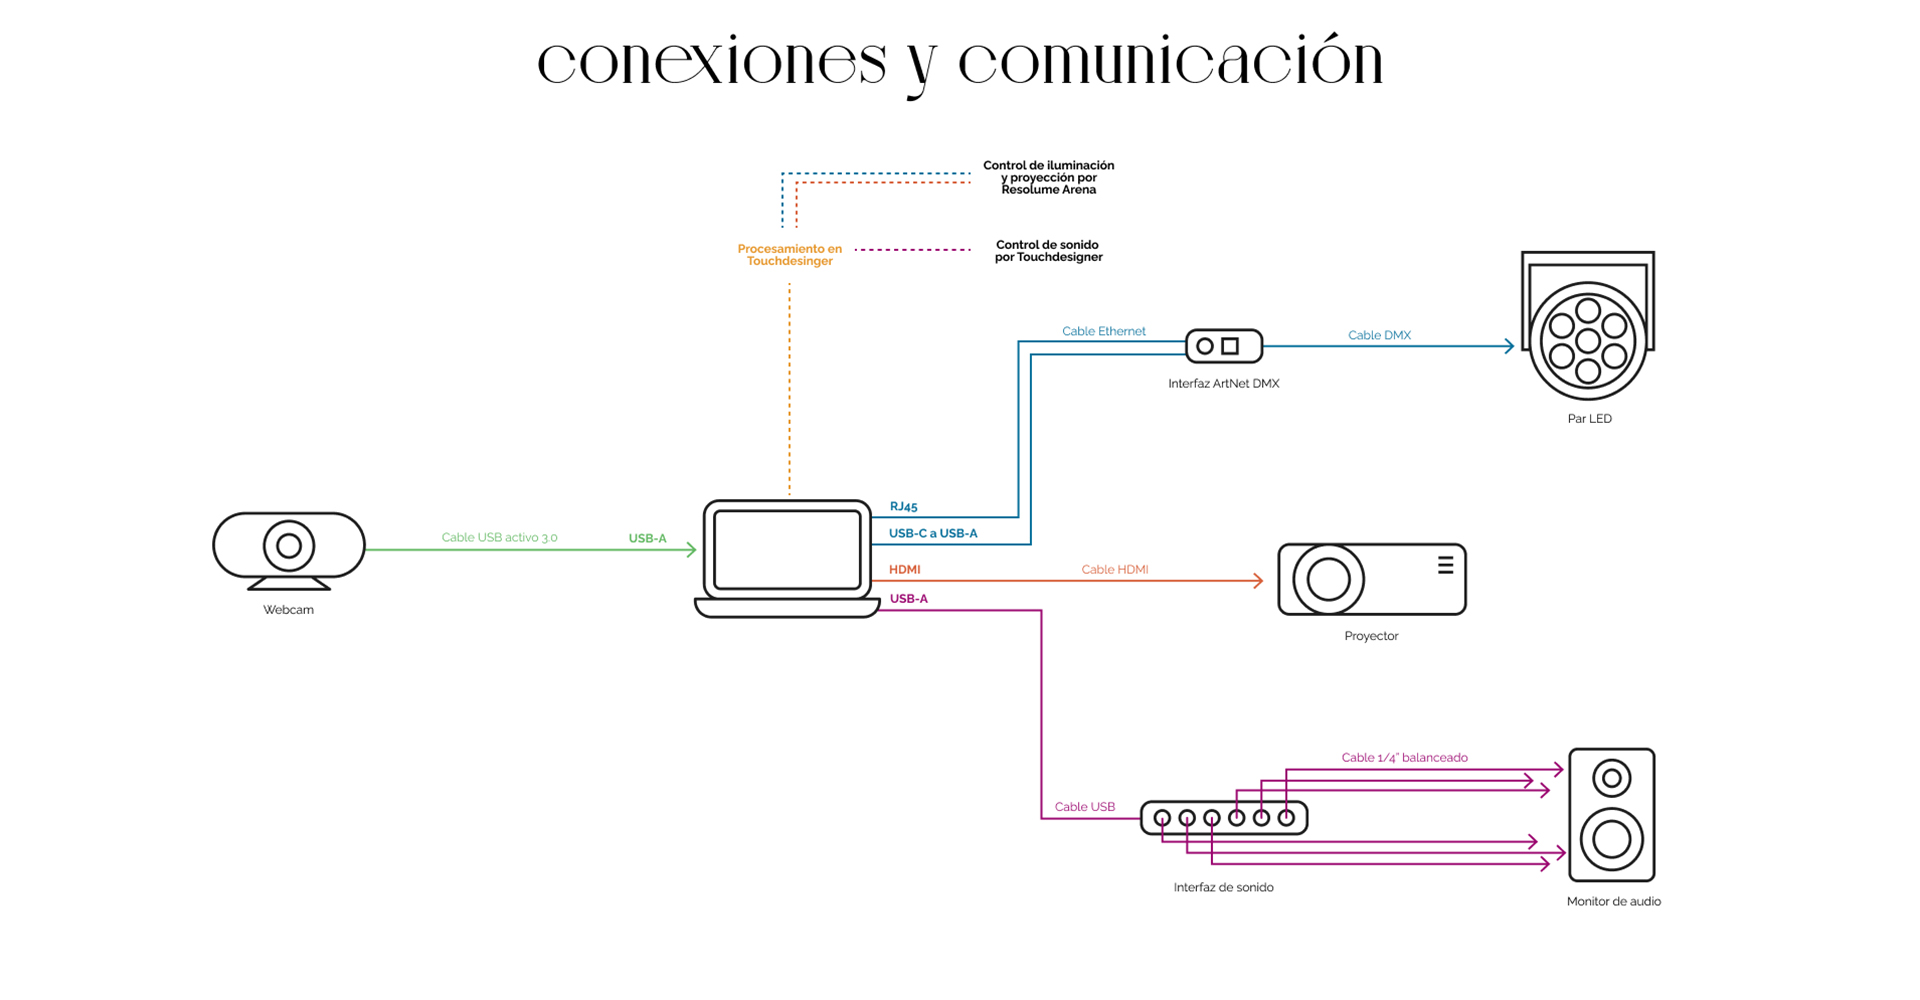 conexiones y comunicación
Control de iluminación
y proyección por
Resolume Arena
Procesamiento en
Touchdesinger
Control de sonido
por Touchdesigner
Cable Ethernet
Cable DMX
Interfaz ArtNet DMX
Par LED
RJ45
USB-C a USB-A
Cable USB activo 3.0
USB-A
HDMI
Cable HDMI
USB-A
Webcam
Proyector
Cable 1/4" balanceado
Cable USB
Interfaz de sonido
Monitor de audio